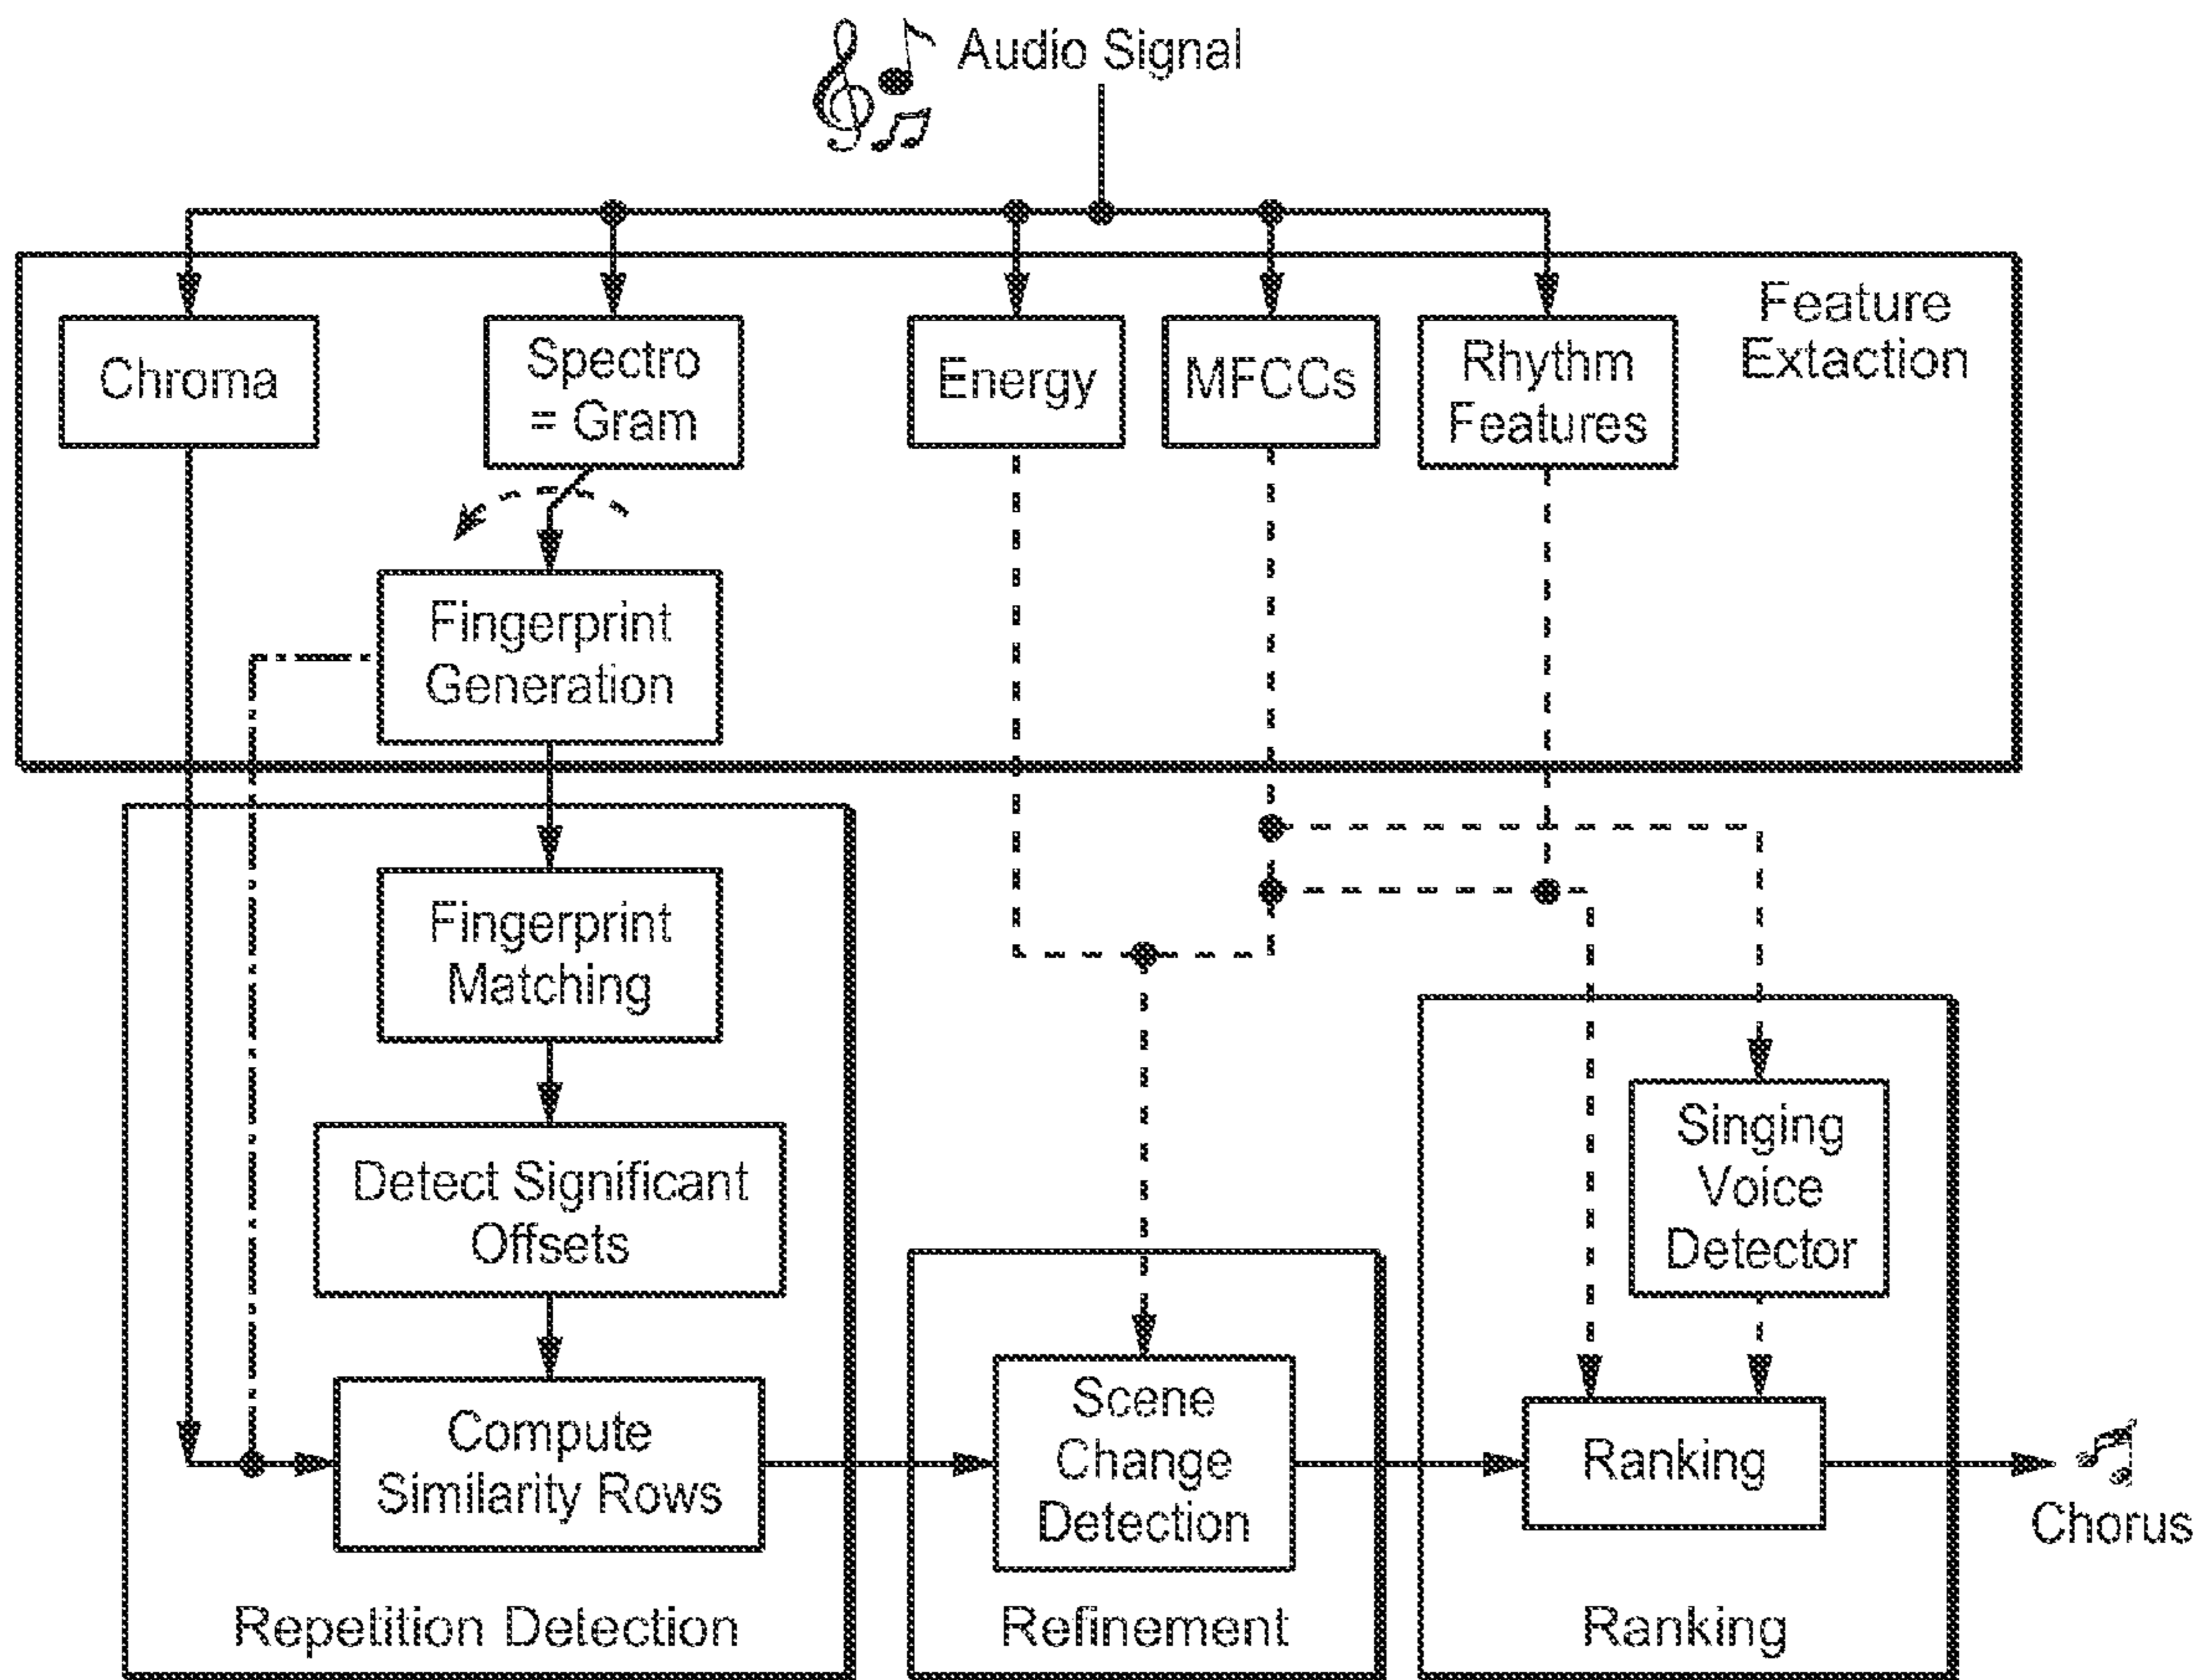 Audio Signal
Feature
Extaction
Chroma
Spectro
= Gram
Energy
MFCCs
Rhythm
Features
Fingerprint
Generation
Fingerprint
Matching
Detect Significant
Offsets
Compute
Similarity Rows
Repetition Detection
Scene
Change
Detection
Refinement
Singing
Voice
Detector
Ranking
Ranking
Chorus